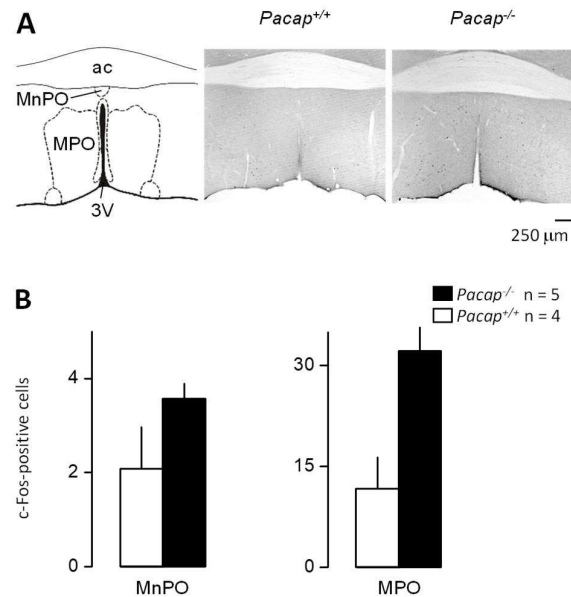 A
Pacap+/+
Pacap-/-
ac
MnPO
MPO
3V
250 μm
B
Pacap-/- n = 5
Pacap+/+ n = 4
c-Fos-positive cells
4
2
0
MnPO
30
15
0
MPO